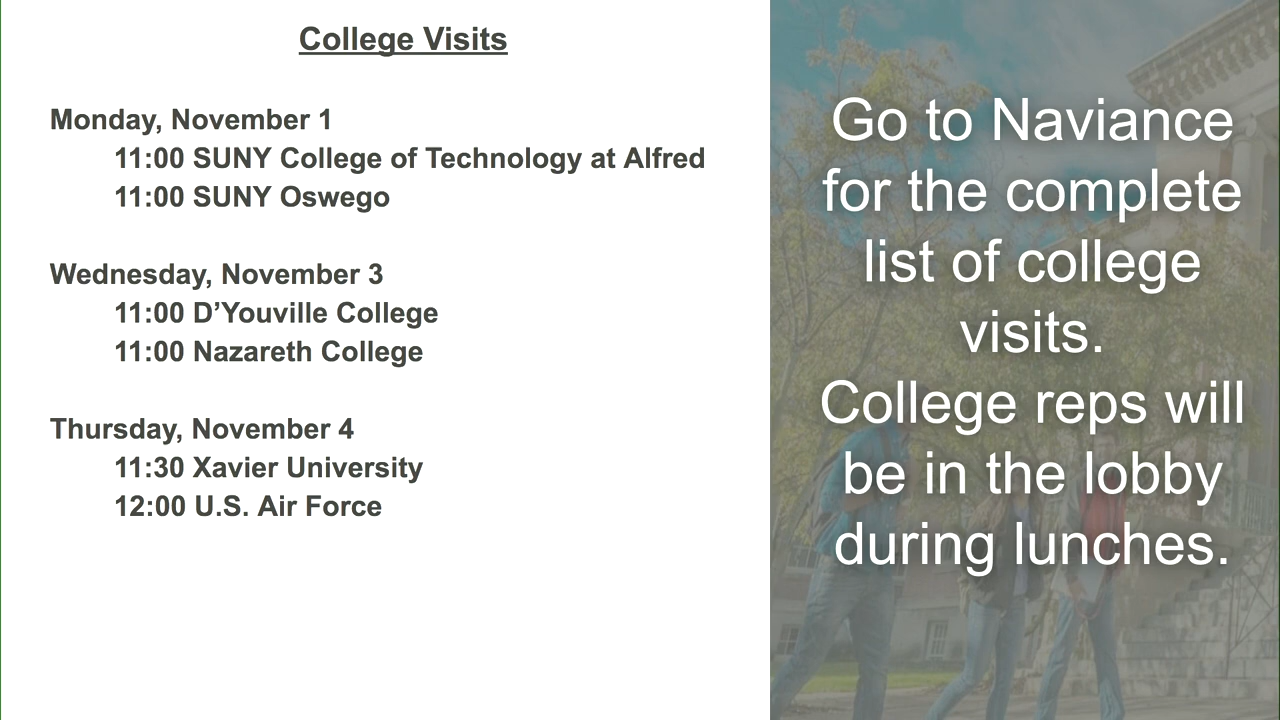 College Visits
Monday, November 1
11:00 SUNY College of Technology at Alfred
11:00 SUNY Oswego
Wednesday, November 3
11:00 D’Youville College
11:00 Nazareth College
Thursday, November 4
11:30 Xavier University
12:00 U.S. Air Force
Go to Naviance
for the complete
list of college
visits.
College reps will
be in the lobby
during lunches.